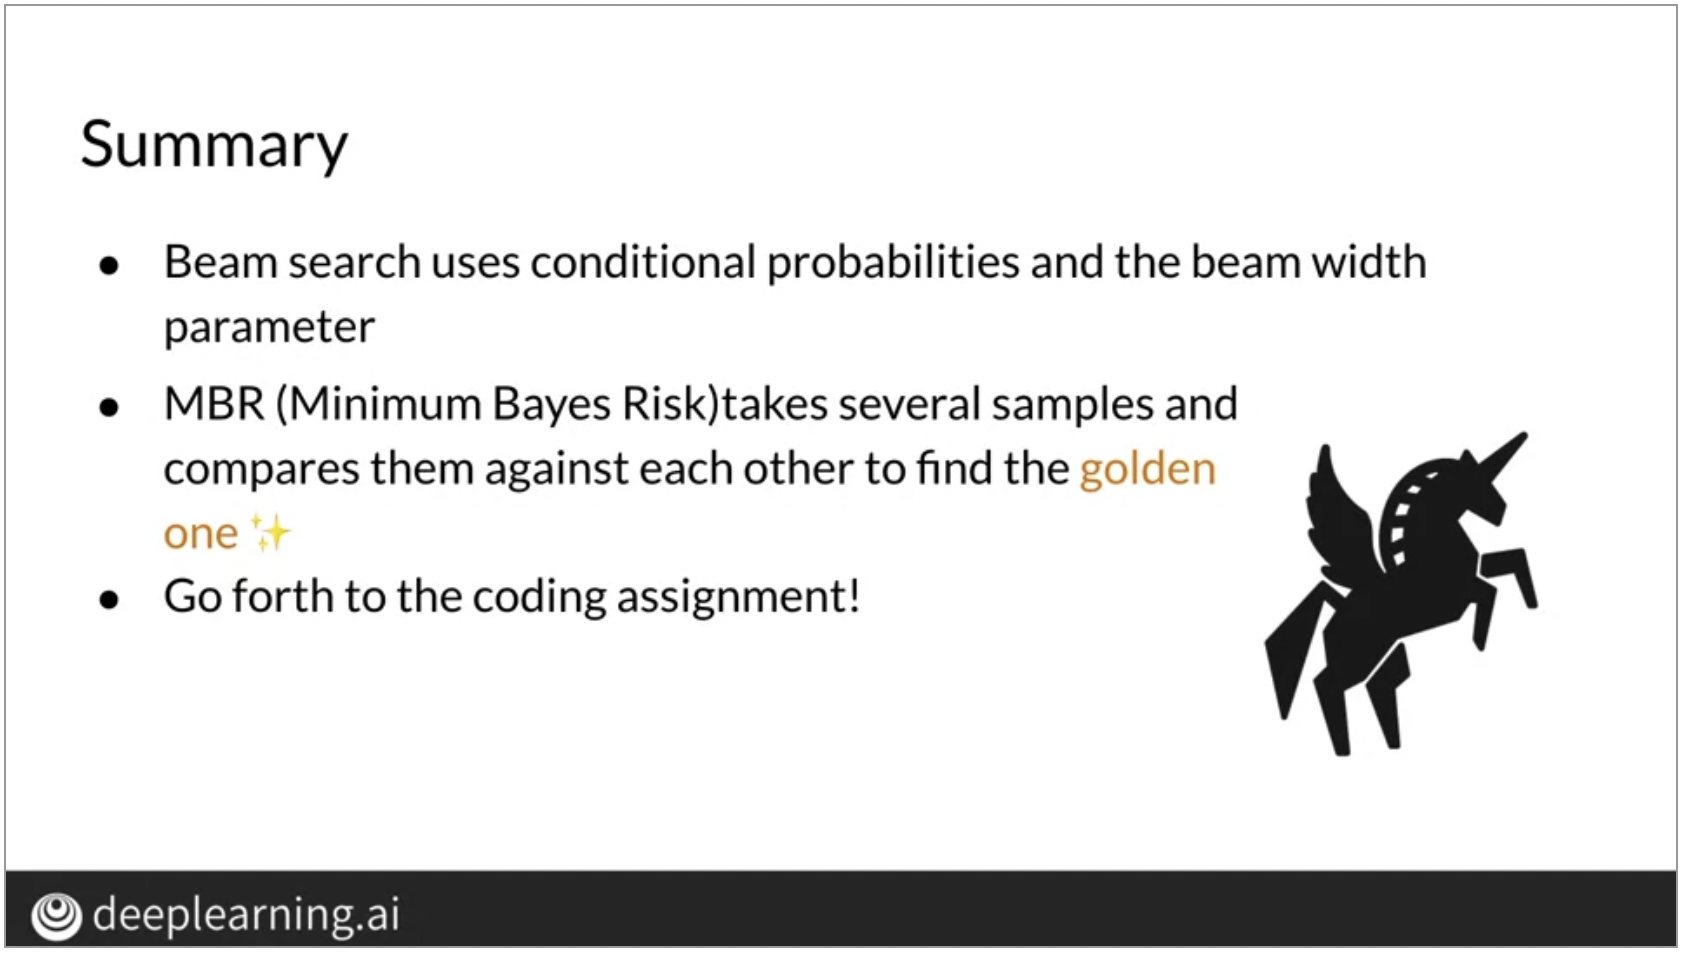 Summary
● Beam search uses conditional probabilities and the beam width
parameter
● MBR (Minimum Bayes Risk)takes several samples and
compares them against each other to find the golden
one ✨
● Go forth to the coding assignment!
deeplearning.ai